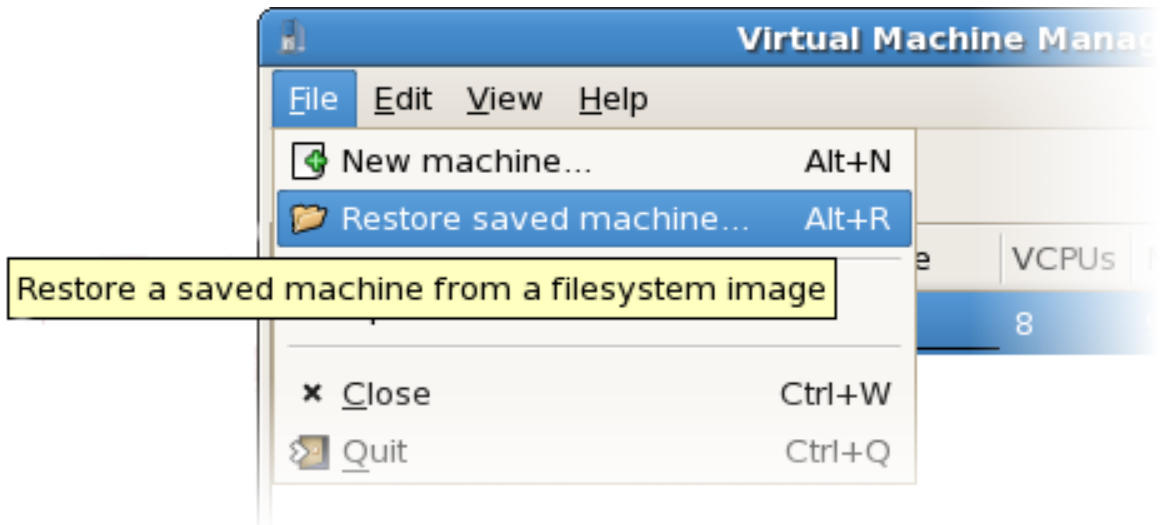 Virtual Machine
File Edit View Help
New machine... Alt+N
Restore saved machine... Alt+R
VCPUs
Restore a saved machine from a filesystem image
8
Close Ctrl+W
Quit Ctrl+Q